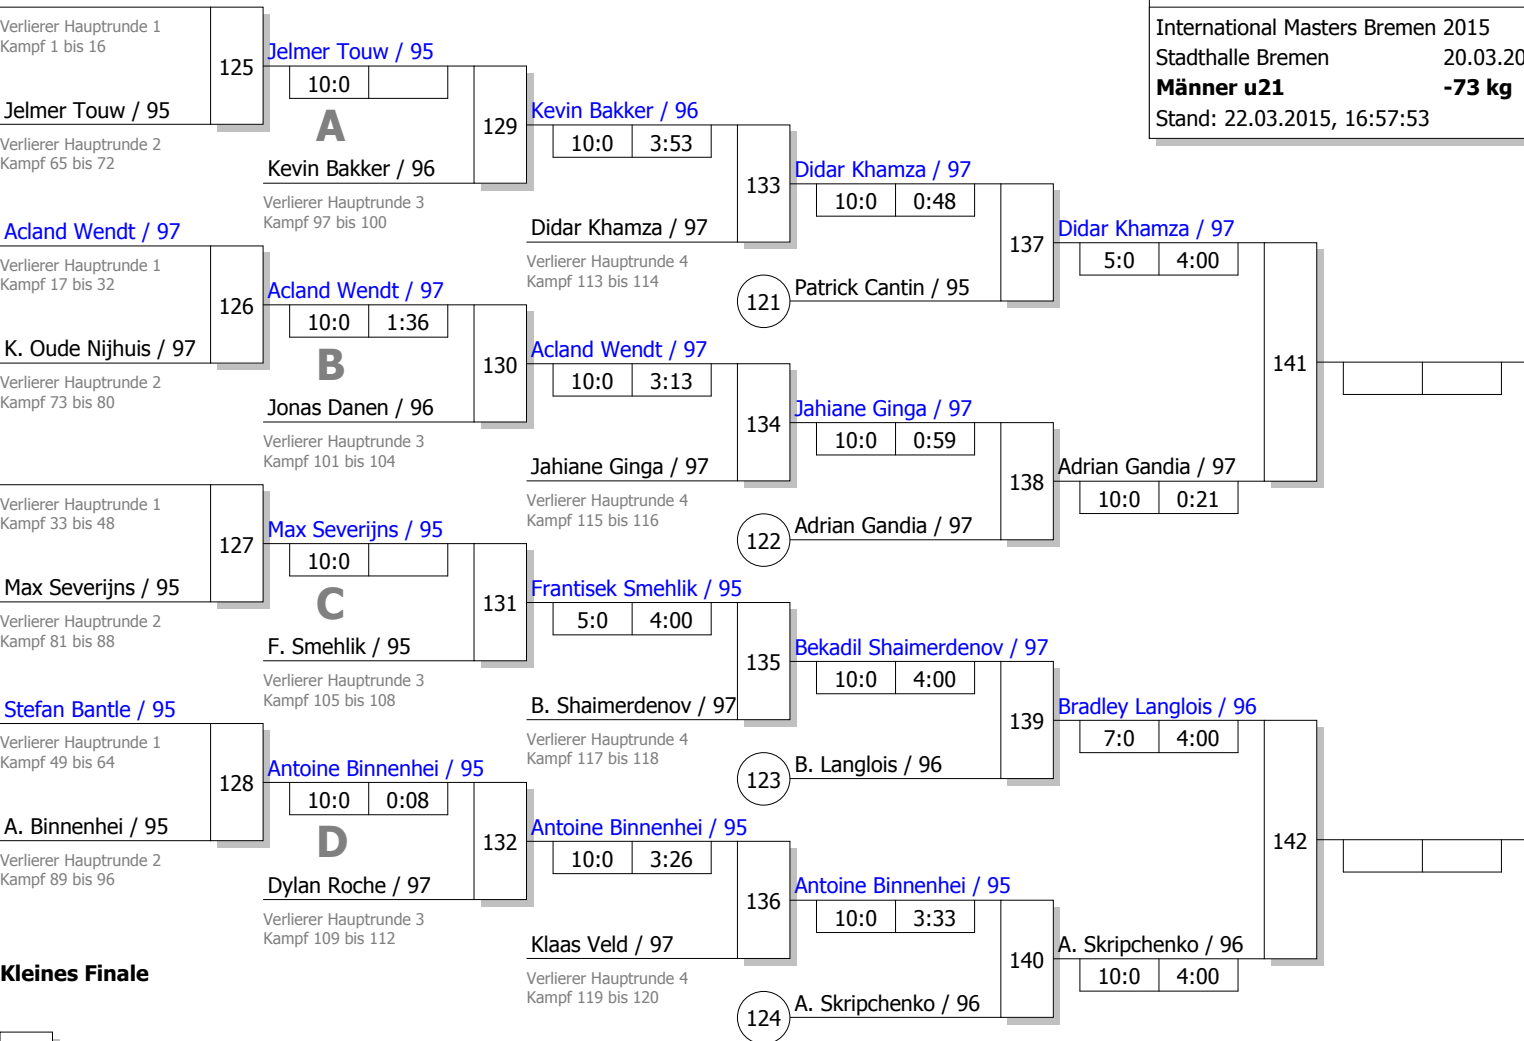 International Masters Bremen 2015
Stadthalle Bremen 20.03.20
Männer u21 -73 kg
Stand: 22.03.2015, 16:57:53
Verlierer Hauptrunde 1
Kampf 1 bis 16
125
Jelmer Touw / 95
Verlierer Hauptrunde 2
Kampf 65 bis 72
Acland Wendt / 97
Verlierer Hauptrunde 1
Kampf 17 bis 32
126
K. Oude Nijhuis / 97
Verlierer Hauptrunde 2
Kampf 73 bis 80
Verlierer Hauptrunde 1
Kampf 33 bis 48
127
Max Severijns / 95
Verlierer Hauptrunde 2
Kampf 81 bis 88
Stefan Bantle / 95
Verlierer Hauptrunde 1
Kampf 49 bis 64
128
A. Binnenhei / 95
Verlierer Hauptrunde 2
Kampf 89 bis 96
Kleines Finale
Jelmer Touw / 95
10:0
A
129
Kevin Bakker / 96
Verlierer Hauptrunde 3
Kampf 97 bis 100
Acland Wendt / 97
10:0 1:36
B
130
Jonas Danen / 96
Verlierer Hauptrunde 3
Kampf 101 bis 104
Max Severijns / 95
10:0
C
131
F. Smehlik / 95
Verlierer Hauptrunde 3
Kampf 105 bis 108
Antoine Binnenhei / 95
10:0 0:08
D
132
Dylan Roche / 97
Verlierer Hauptrunde 3
Kampf 109 bis 112
Kevin Bakker / 96
10:0 3:53
133
Didar Khamza / 97
Verlierer Hauptrunde 4
Kampf 113 bis 114
Acland Wendt / 97
10:0 3:13
134
Jahiane Ginga / 97
Verlierer Hauptrunde 4
Kampf 115 bis 116
Frantisek Smehlik / 95
5:0 4:00
135
B. Shaimerdenov / 97
Verlierer Hauptrunde 4
Kampf 117 bis 118
Antoine Binnenhei / 95
10:0 3:26
136
Klaas Veld / 97
Verlierer Hauptrunde 4
Kampf 119 bis 120
Didar Khamza / 97
10:0 0:48
137
121 Patrick Cantin / 95
Jahiane Ginga / 97
10:0 0:59
138
122 Adrian Gandia / 97
Bekadil Shaimerdenov / 97
10:0 4:00
139
123 B. Langlois / 96
Antoine Binnenhei / 95
10:0 3:33
140
124 A. Skripchenko / 96
Didar Khamza / 97
5:0 4:00
141
Adrian Gandia / 97
10:0 0:21
Bradley Langlois / 96
7:0 4:00
142
A. Skripchenko / 96
10:0 4:00